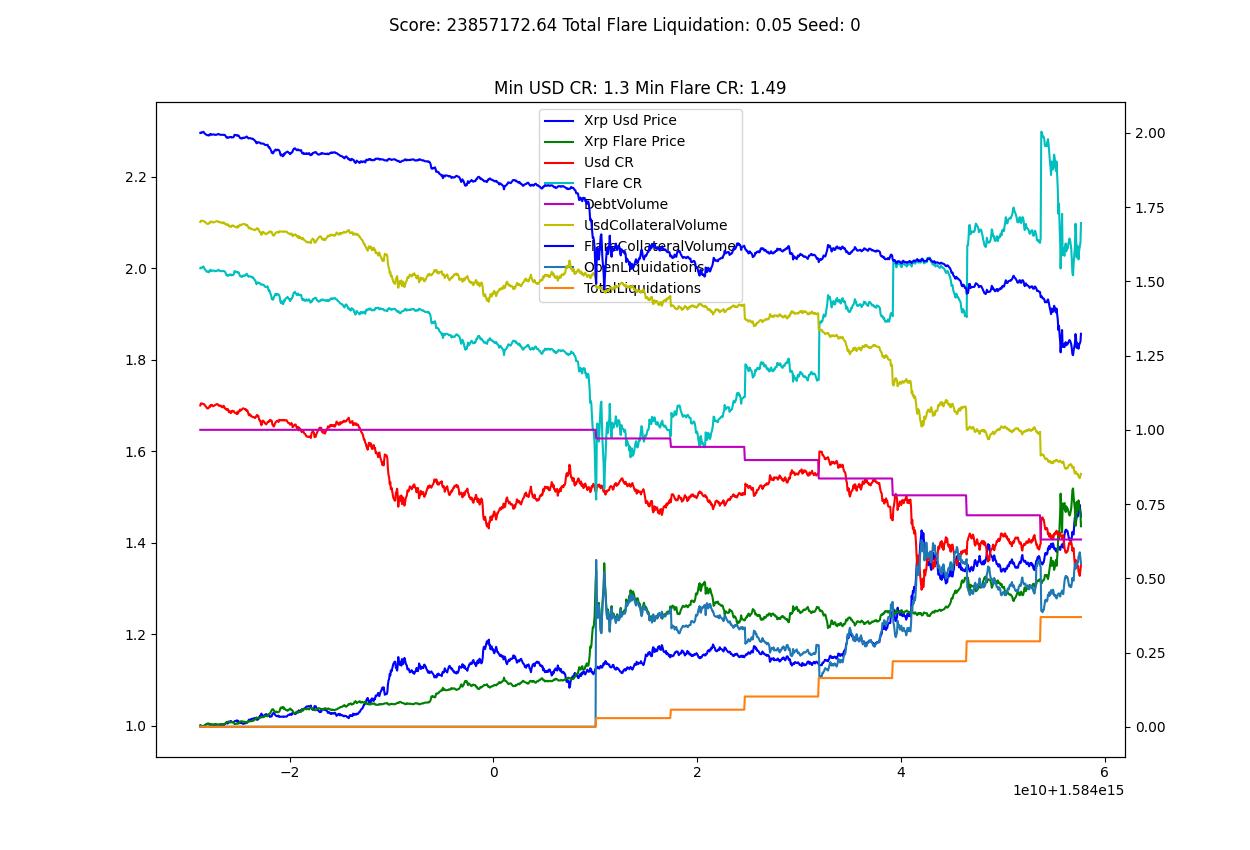 Score: 23857172.64 Total Flare Liquidation: 0.05 Seed: 0
Min USD CR: 1.3 Min Flare CR: 1.49
Xrp Usd Price
Xrp Flare Price
Usd CR
Flare CR
DebtVolume
UsdCollateralVolume
FlareCollateralVolume
OpenLiquidations
TotalLiquidations
2.2
2.0
1.8
1.6
1.4
1.2
1.0
2.00
1.75
1.50
1.25
1.00
0.75
0.50
0.25
0.00
−2 0 2 4 6
1e10+1.584e15